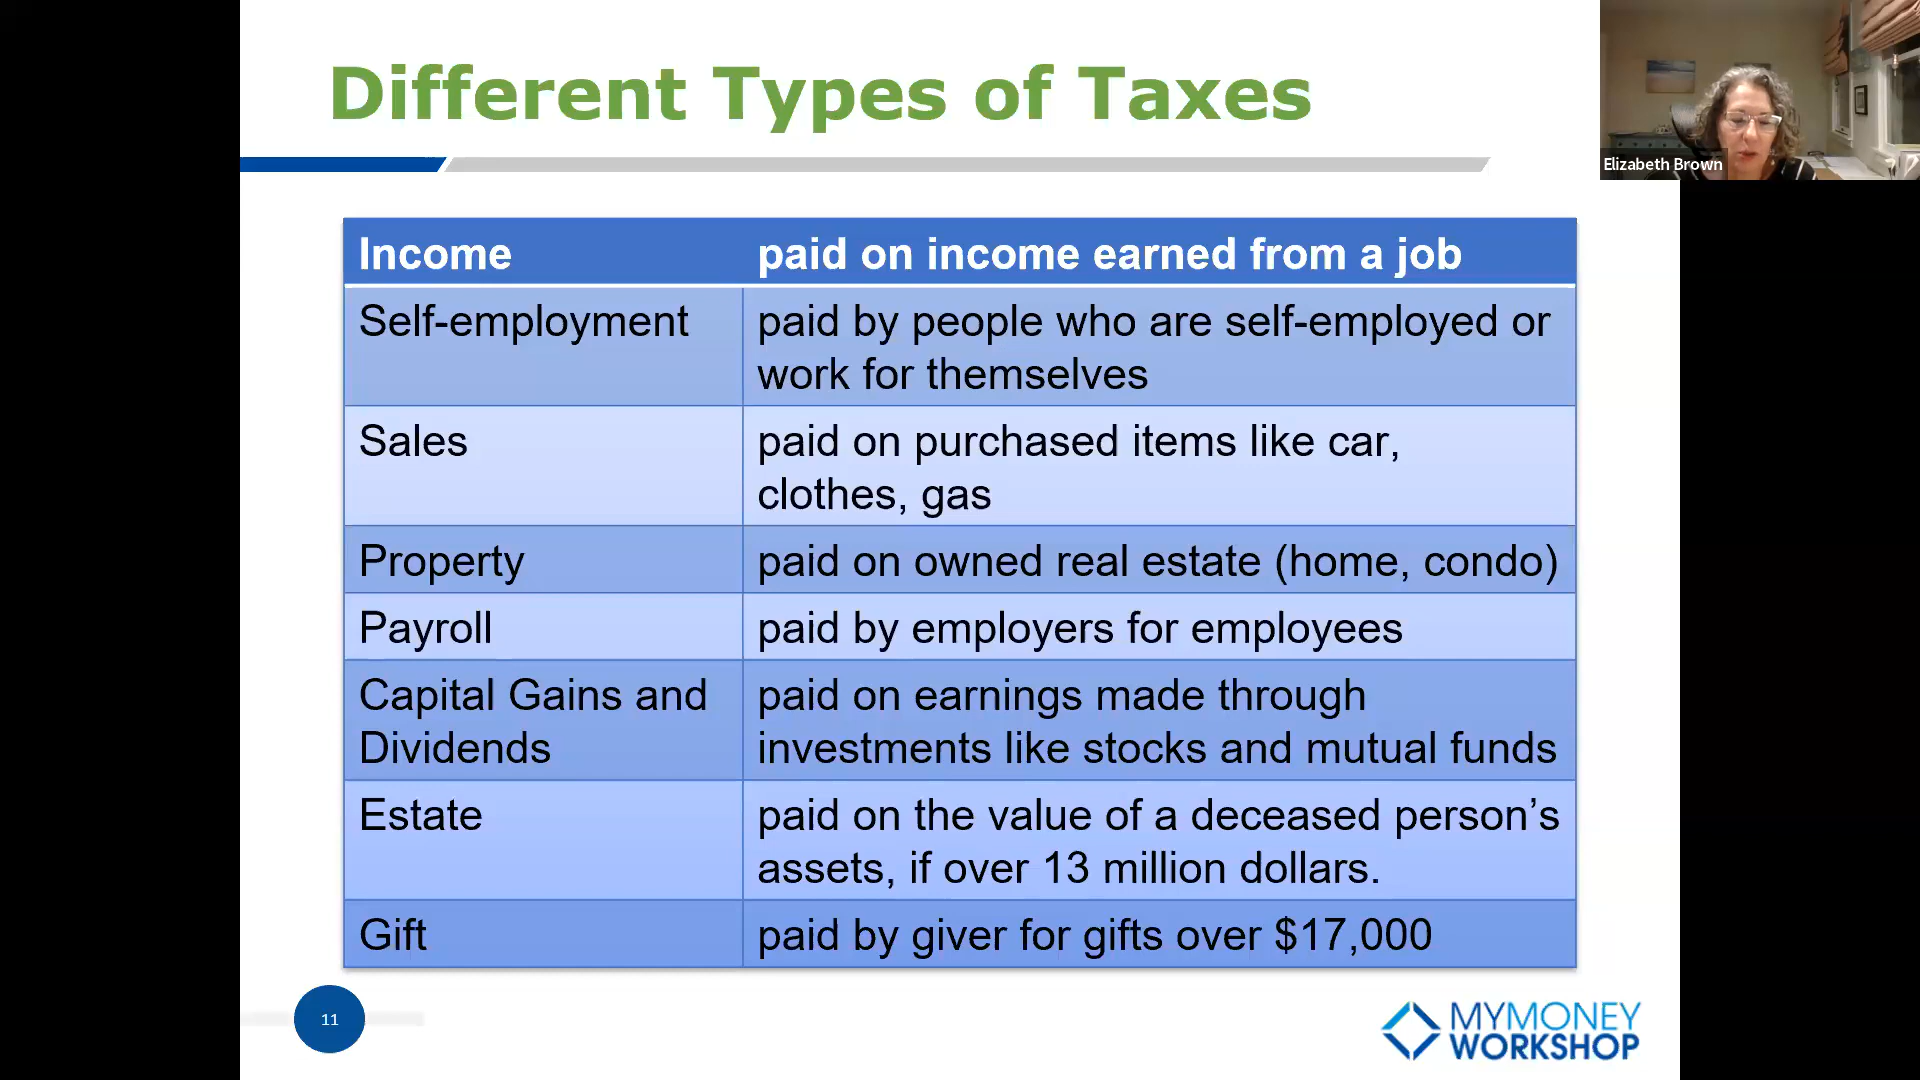 Different Types of Taxes
Elizabeth Brown
Income paid on income earned from a job
Self-employment paid by people who are self-employed or
work for themselves
Sales paid on purchased items like car,
clothes, gas
Property paid on owned real estate (home, condo)
Payroll paid by employers for employees
Capital Gains and paid on earnings made through
Dividends investments like stocks and mutual funds
Estate paid on the value of a deceased person’s
assets, if over 13 million dollars.
Gift paid by giver for gifts over $17,000
11
MYMONEY
WORKSHOP